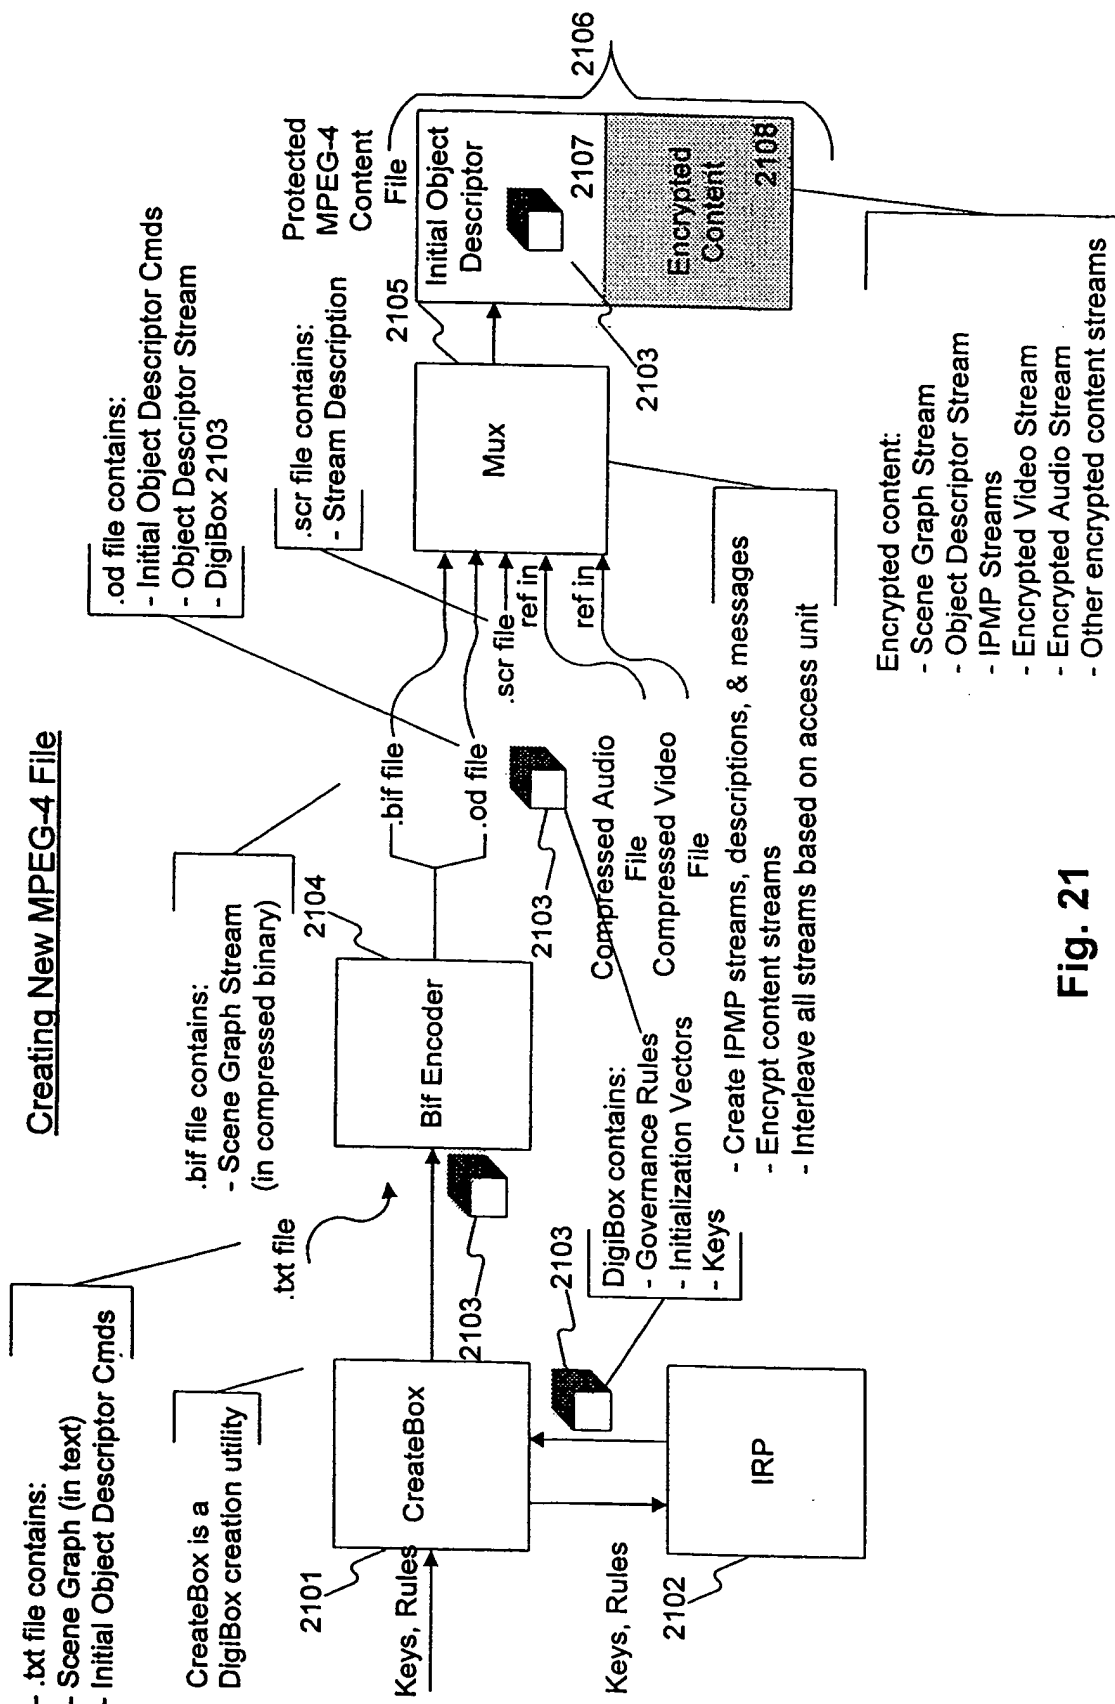 Creating New MPEG-4 File
- .txt file contains:
- Scene Graph (in text)
- Initial Object Descriptor Cmds
CreateBox is a
DigiBox creation utility
.txt file
.bif file contains:
- Scene Graph Stream
(in compressed binary)
.od file contains:
- Initial Object Descriptor Cmds
- Object Descriptor Stream
- DigiBox 2103
.scr file contains:
- Stream Description
Protected
MPEG-4
Content
File
2101
Keys, Rules
CreateBox
2103
Bif Encoder
2104
.bif file
.od file
.scr file
ref in
ref in
Mux
2105
Initial Object
Descriptor
2107
Encrypted
Content
2108
2106
2103
2103
Compressed Audio
File
Compressed Video
File
Keys, Rules
2102
IRP
2103
DigiBox contains:
- Governance Rules
- Initialization Vectors
- Keys
- Create IPMP streams, descriptions, & messages
- Encrypt content streams
- Interleave all streams based on access unit
Encrypted content:
- Scene Graph Stream
- Object Descriptor Stream
- IPMP Streams
- Encrypted Video Stream
- Encrypted Audio Stream
- Other encrypted content streams
Fig. 21